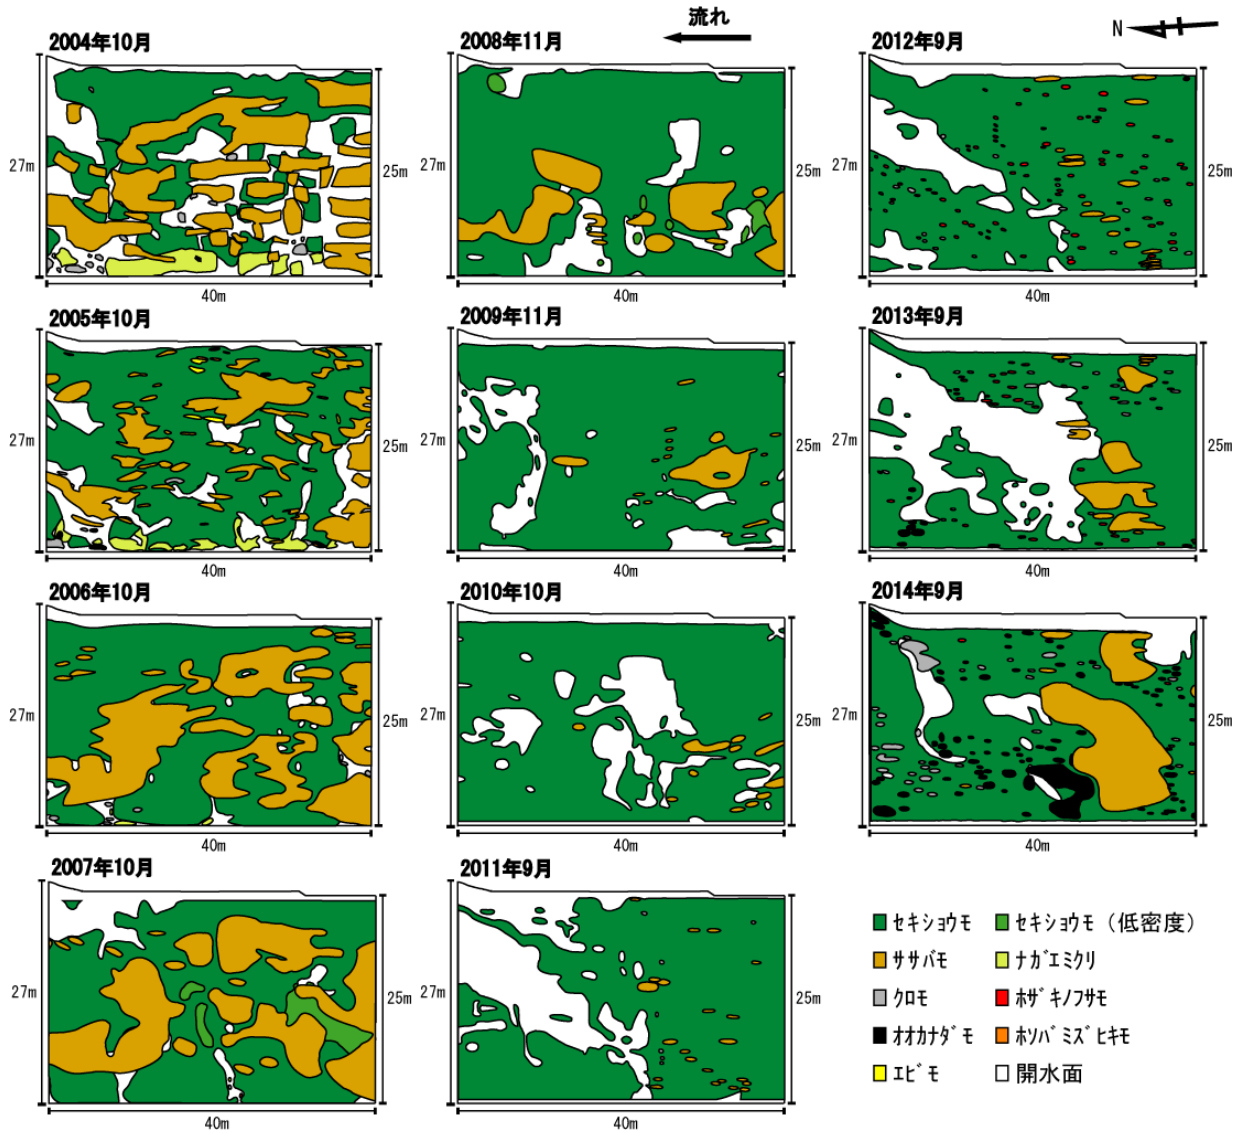 流れ
N
2004年10月
27m
25m
40m
2005年10月
27m
25m
40m
2006年10月
27m
25m
40m
2007年10月
27m
25m
40m
2008年11月
27m
25m
40m
2009年11月
27m
25m
40m
2010年10月
27m
25m
40m
2011年9月
27m
25m
40m
2012年9月
27m
25m
40m
2013年9月
27m
25m
40m
2014年9月
27m
25m
40m
セキショウモ
セキショウモ（低密度）
ササバモ
ナガエミクリ
クロモ
ホザキノフサモ
オオカナダモ
ホソバミズヒキモ
エビモ
開水面